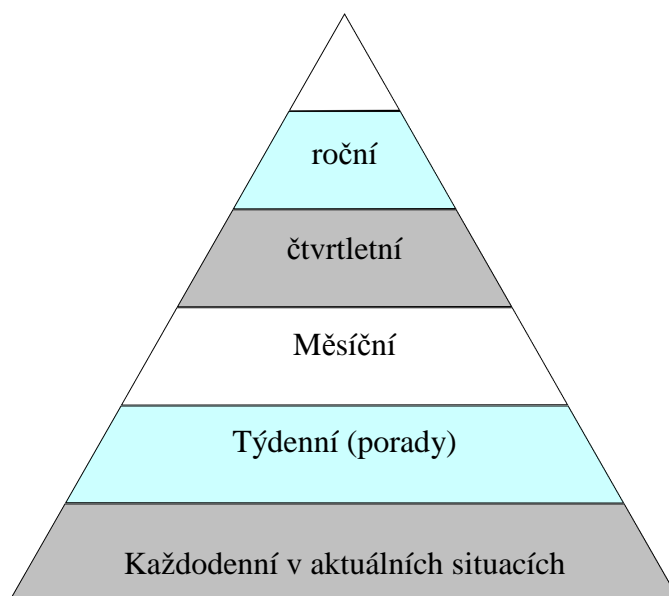 roční
čtvrtletní
Měsíční
Týdenní (porady)
Každodenní v aktuálních situacích